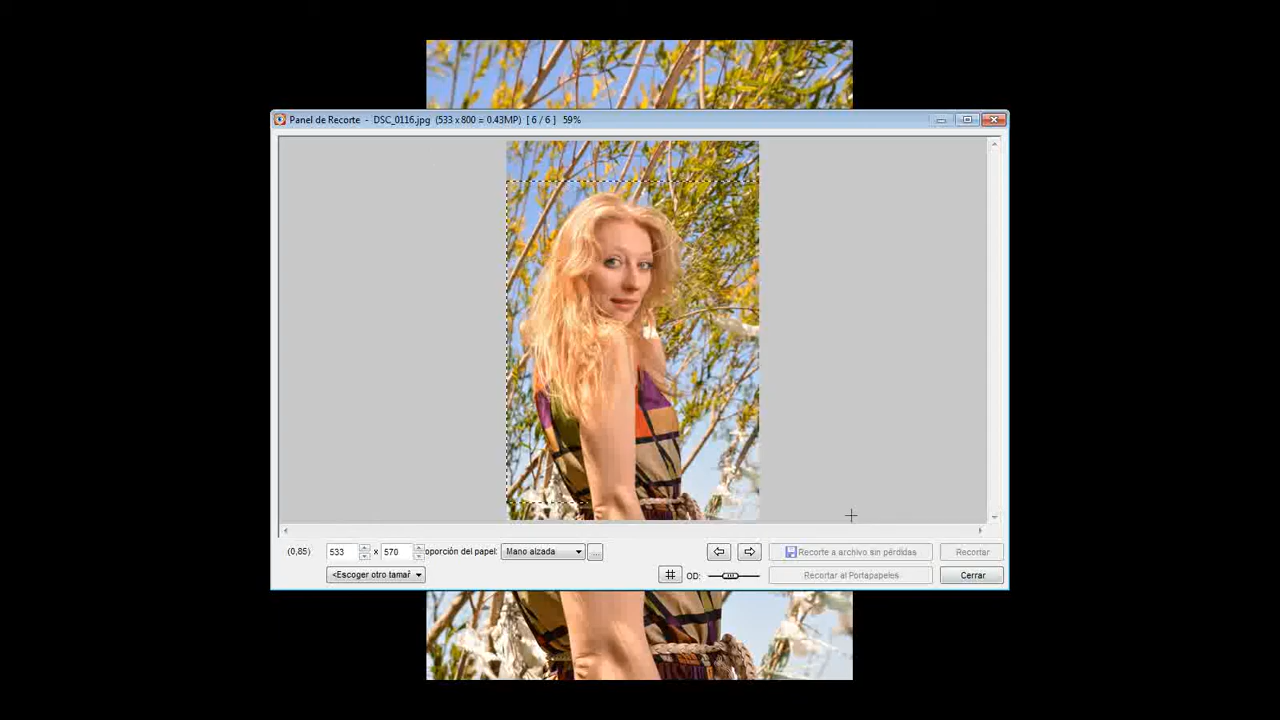 Panel de Recorte - DSC_0116.jpg (533 x 800 = 0.43MP) [ 6 / 6 ] 59%
(0,85) 533 x 570 oporción del papel: Mano alzada ... Recorte a archivo sin pérdidas Recortar
<Escoger otro tamañ OD: Recortar al Portapapeles Cerrar